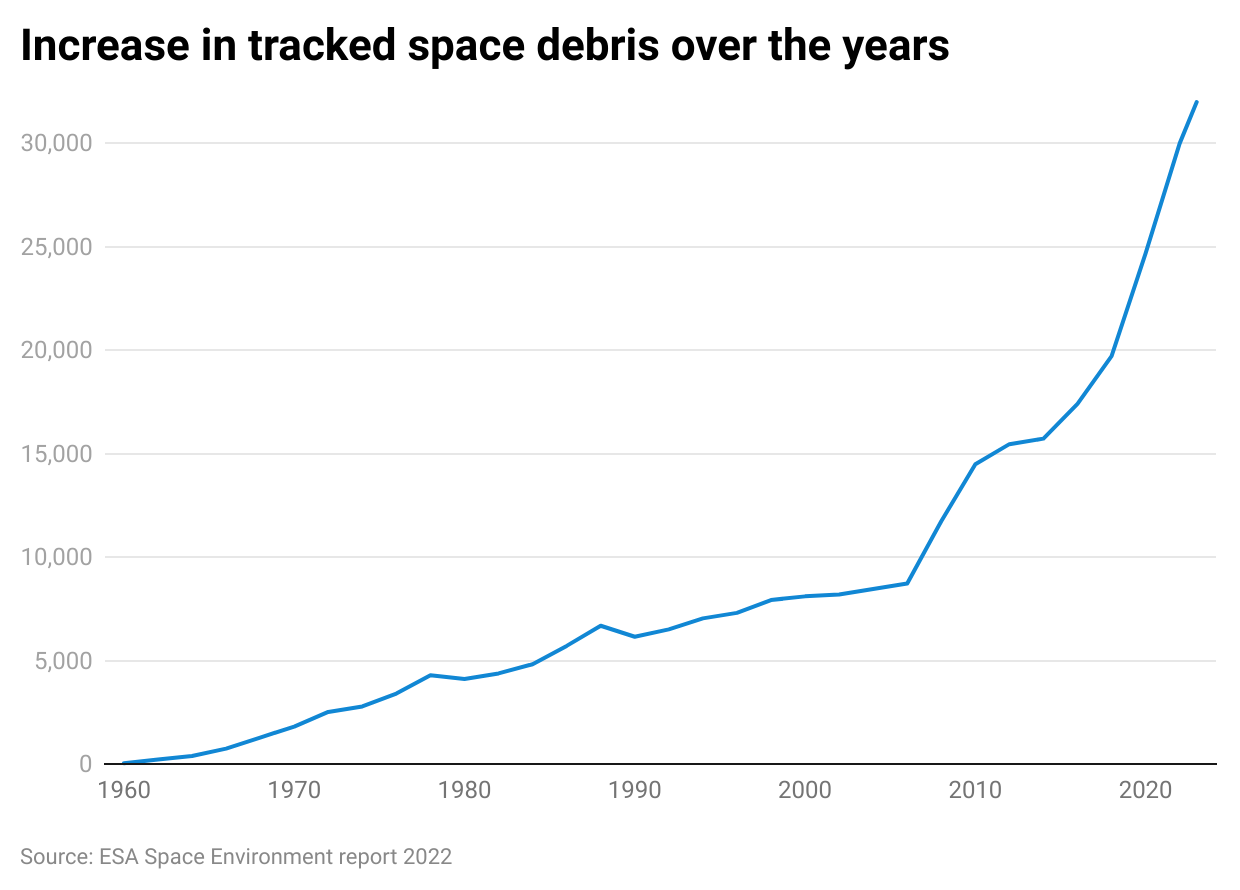 Increase in tracked space debris over the years
30,000
25,000
20,000
15,000
10,000
5,000
0
1960 1970 1980 1990 2000 2010 2020
Source: ESA Space Environment report 2022